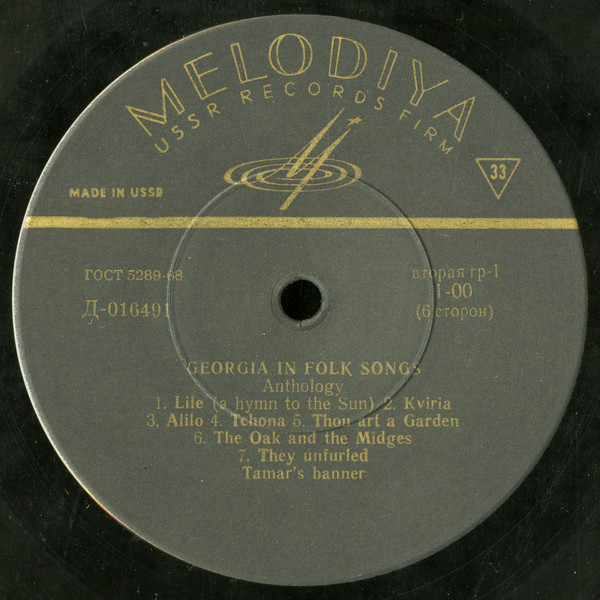 MELODIYA
USSR RECORDS FIRM
33
MADE IN USSR
ГОСТ 5289-68
вторая гр-1
Д-016491
1-00
(6 сторон)
GEORGIA IN FOLK SONGS
Anthology
1. Lile (a hymn to the Sun) 2. Kviria
3. Alilo 4. Tchona 5. Thou art a Garden
6. The Oak and the Midges
7. They unfurled
Tamar's banner